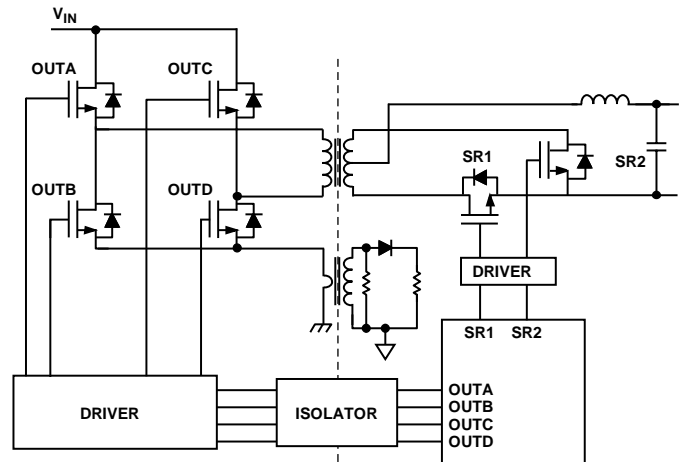 VIN
OUTA
OUTC
SR1
SR2
OUTB
OUTD
DRIVER
SR1 SR2
DRIVER
ISOLATOR
OUTA
OUTB
OUTC
OUTD